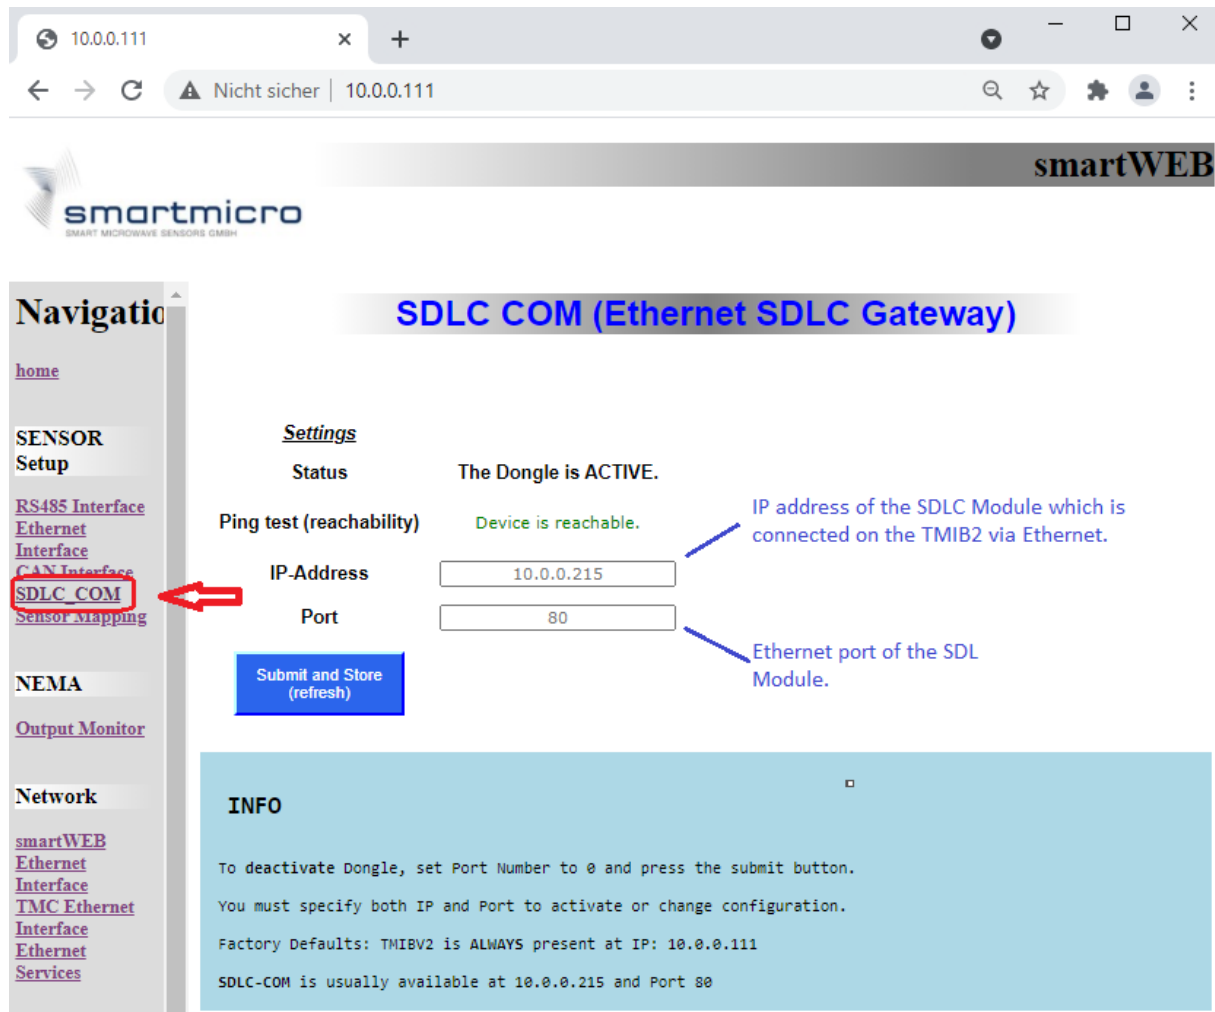 10.0.0.111
Nicht sicher | 10.0.0.111
smartWEB
smartmicro
SMART MICROWAVE SENSORS GMBH
Navigatio
home
SENSOR
Setup
RS485 Interface
Ethernet
Interface
CAN Interface
SDLC_COM
Sensor Mapping
NEMA
Output Monitor
Network
smartWEB
Ethernet
Interface
TMC Ethernet
Interface
Ethernet
Services
SDLC COM (Ethernet SDLC Gateway)
Settings
Status The Dongle is ACTIVE.
Ping test (reachability) Device is reachable.
IP address of the SDLC Module which is
connected on the TMIB2 via Ethernet.
IP-Address 10.0.0.215
Port 80
Ethernet port of the SDL
Module.
Submit and Store
(refresh)
INFO
To deactivate Dongle, set Port Number to 0 and press the submit button.
You must specify both IP and Port to activate or change configuration.
Factory Defaults: TMIBV2 is ALWAYS present at IP: 10.0.0.111
SDLC-COM is usually available at 10.0.0.215 and Port 80